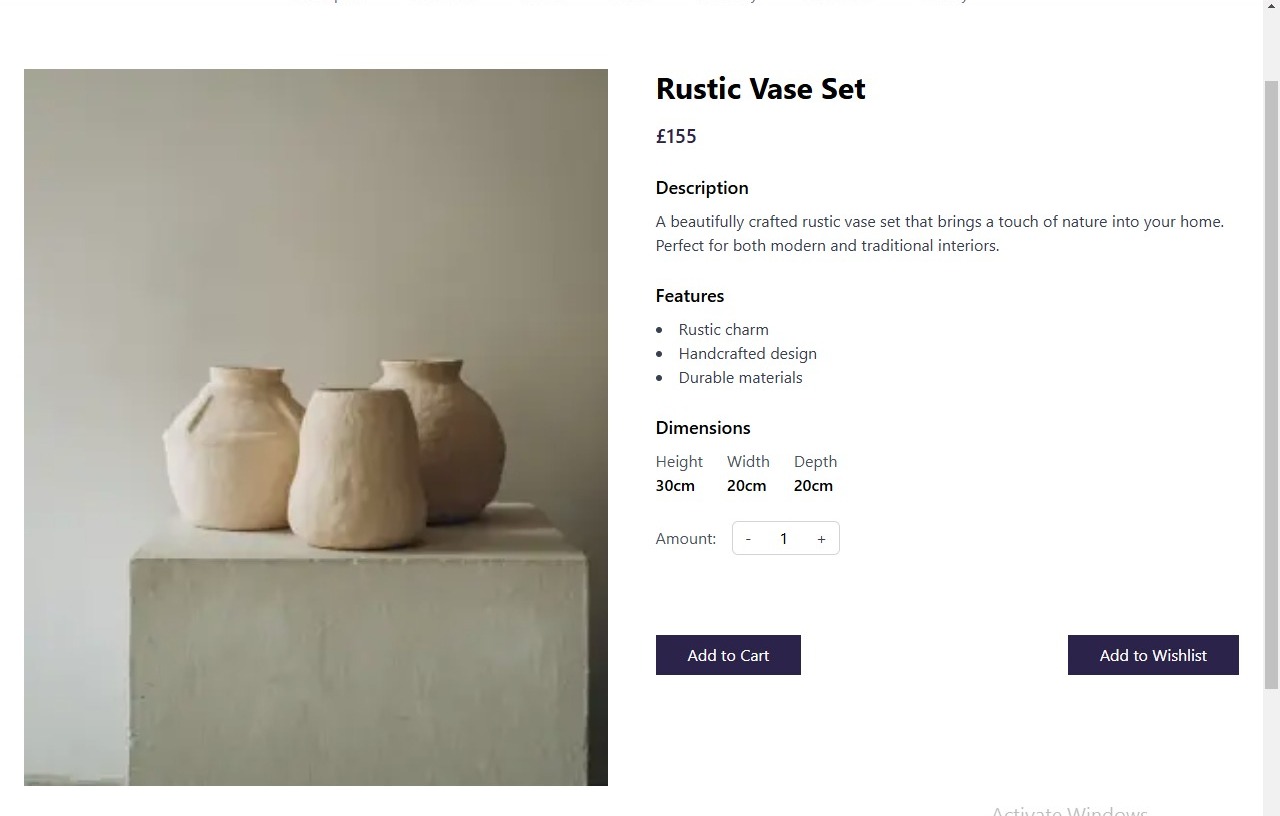 Rustic Vase Set
£155
Description
A beautifully crafted rustic vase set that brings a touch of nature into your home.
Perfect for both modern and traditional interiors.
Features
• Rustic charm
• Handcrafted design
• Durable materials
Dimensions
Height Width Depth
30cm 20cm 20cm
Amount: - 1 +
Add to Cart Add to Wishlist
Activate Windows